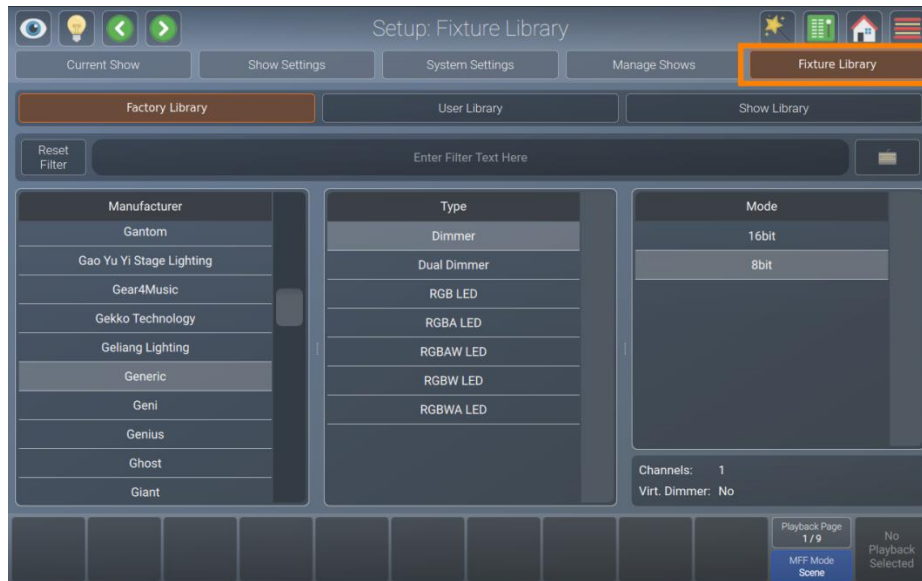 Setup: Fixture Library
Current Show
Show Settings
System Settings
Manage Shows
Fixture Library
Factory Library
User Library
Show Library
Reset
Filter
Enter Filter Text Here
Manufacturer
Gantom
Gao Yu Yi Stage Lighting
Gear4Music
Gekko Technology
Geliang Lighting
Generic
Geni
Genius
Ghost
Giant
Type
Dimmer
Dual Dimmer
RGB LED
RGBA LED
RGBAW LED
RGBW LED
RGBWA LED
Mode
16bit
8bit
Channels: 1
Virt. Dimmer: No
Playback Page
1 / 9
MFF Mode
Scene
No
Playback
Selected